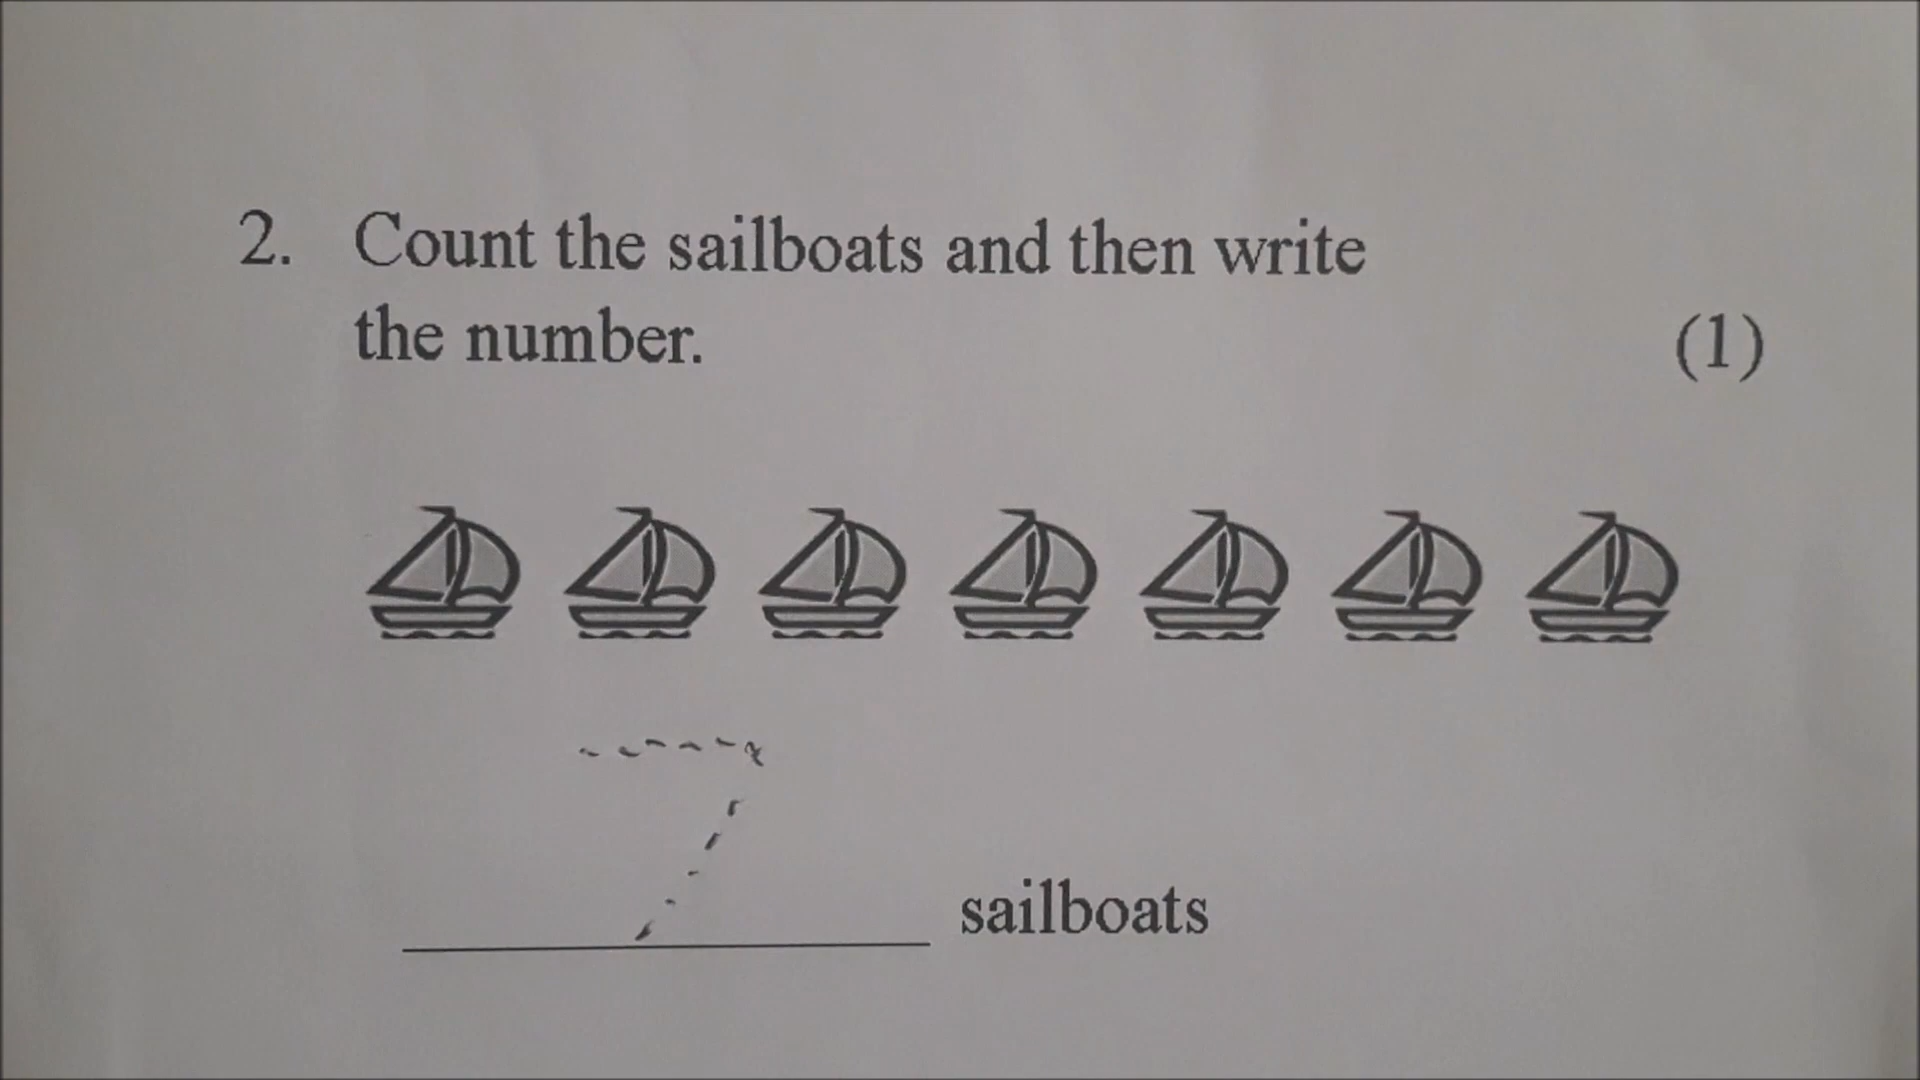 2. Count the sailboats and then write
the number. (1)
7 sailboats